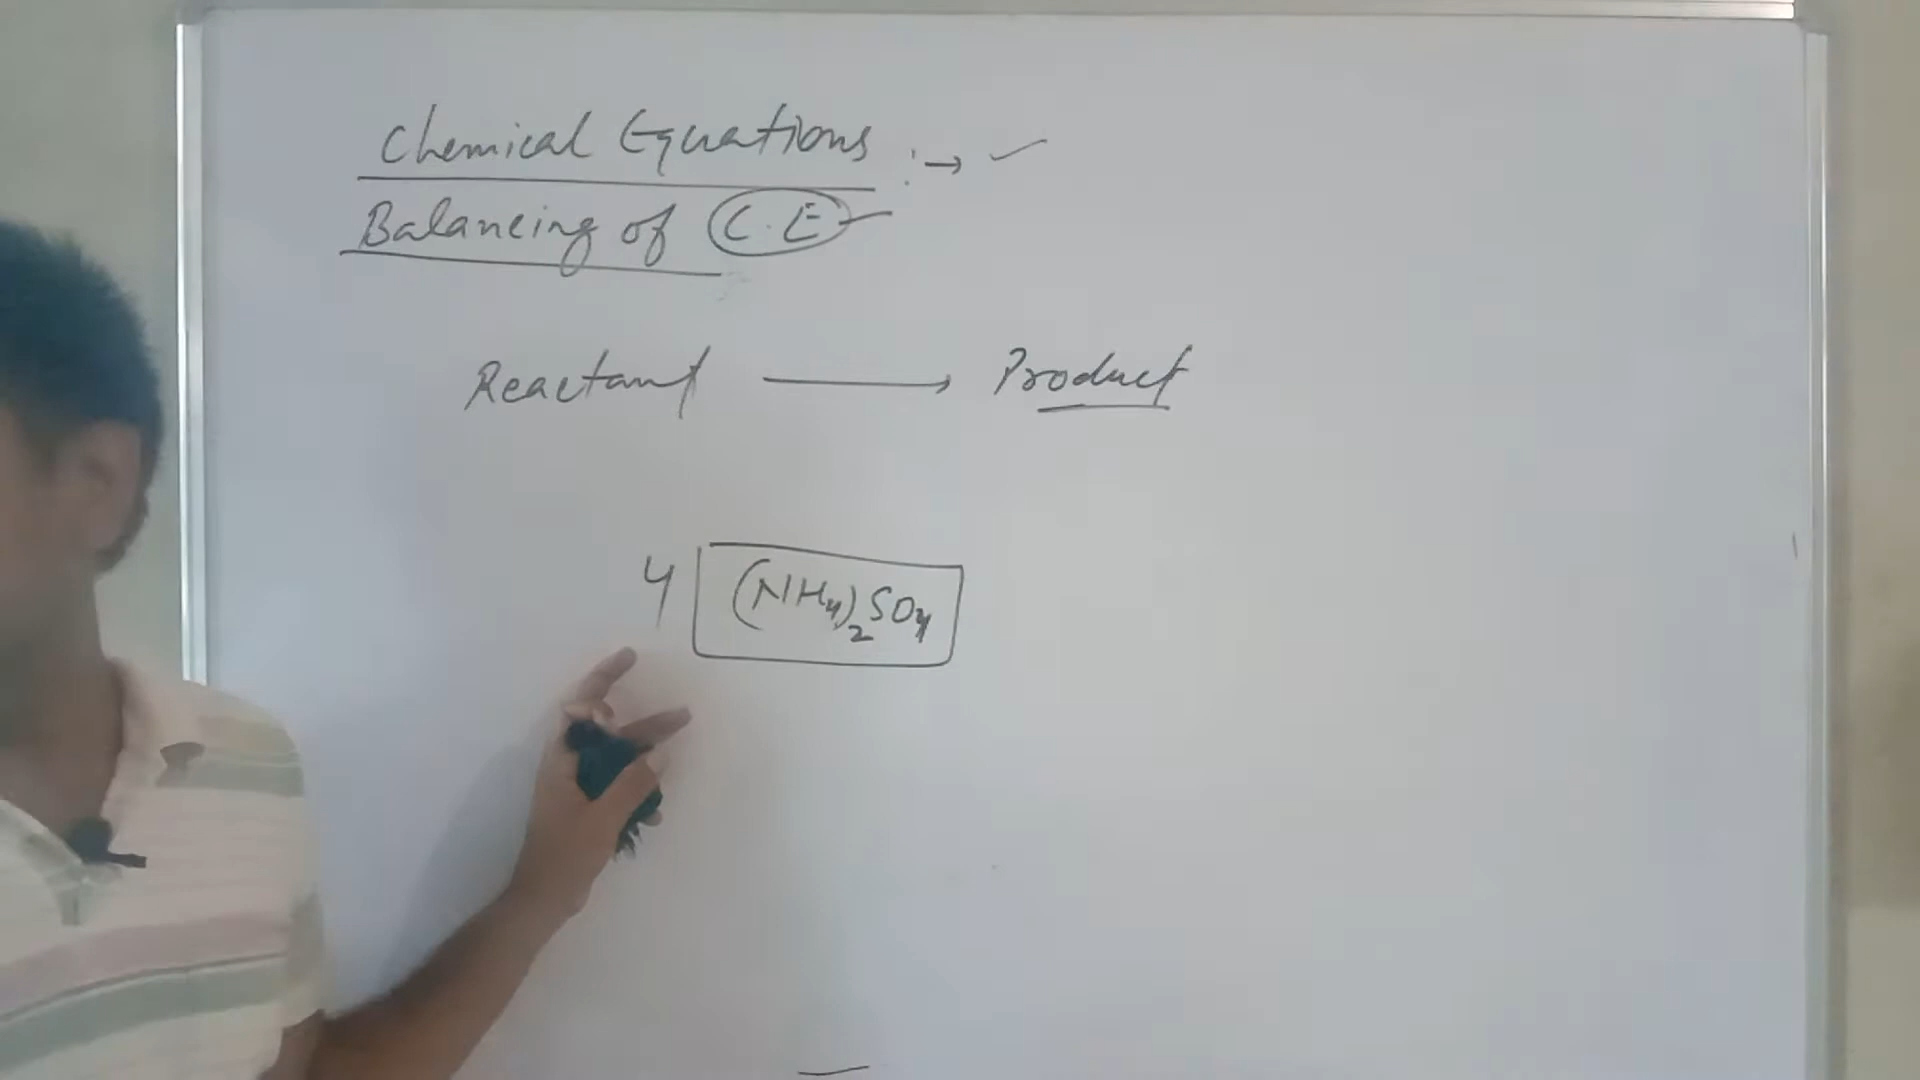 Chemical Equations :→ ✓
Balancing of C.E
Reactant ⟶ Product
4 (NH₄)₂SO₄